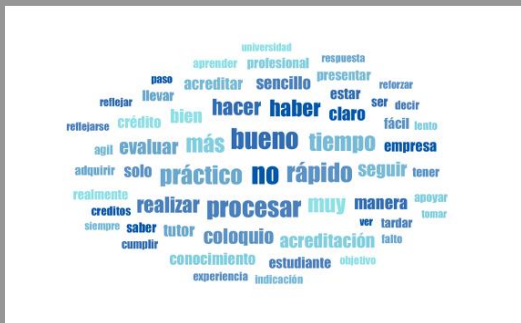 universidad
aprender profesional respuesta
paso acreditar sencillo presentar reforzar
reflejar llevar hacer haber estar ser decir
reflejarse crédito bien claro fácil lento
agil evaluar más bueno tiempo empresa
adquirir solo práctico no rápido seguir tener
realmente realizar procesar muy manera apoyar
creditos ver tomar
siempre saber tutor coloquio acreditación tardar falto
cumplir
conocimiento estudiante objetivo
experiencia indicación